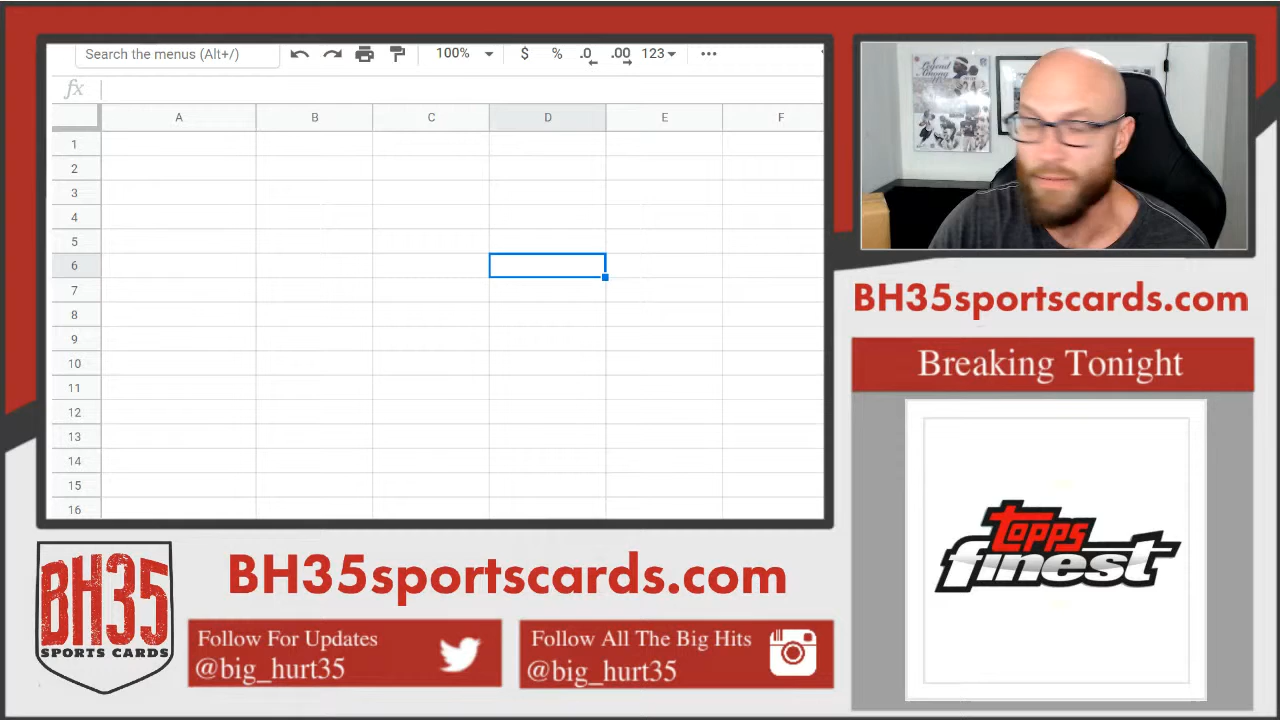 Search the menus (Alt+/)
100%
$ % .0 .00 123
fx
A B C D E F
1
2
3
4
5
6
7
8
9
10
11
12
13
14
15
16
BH35sportscards.com
Breaking Tonight
topps
finest
BH35
SPORTS CARDS
BH35sportscards.com
Follow For Updates
@big_hurt35
Follow All The Big Hits
@big_hurt35